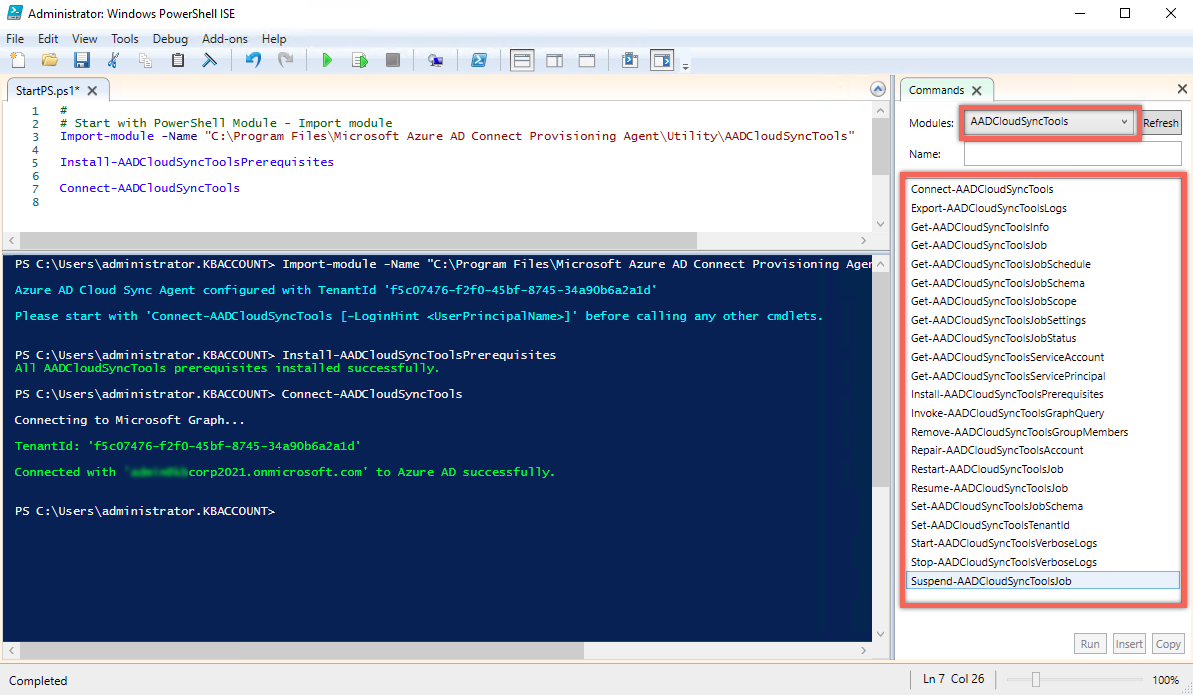 Administrator: Windows PowerShell ISE
File Edit View Tools Debug Add-ons Help
StartPS.ps1*
1 #
2 # Start with PowerShell Module - Import module
3 Import-module -Name "C:\Program Files\Microsoft Azure AD Connect Provisioning Agent\Utility\AADCloudSyncTools"
4
5 Install-AADCloudSyncToolsPrerequisites
6
7 Connect-AADCloudSyncTools
8
PS C:\Users\administrator.KBACCOUNT> Import-module -Name "C:\Program Files\Microsoft Azure AD Connect Provisioning Agen
Azure AD Cloud Sync Agent configured with TenantId 'f5c07476-f2f0-45bf-8745-34a90b6a2a1d'
Please start with 'Connect-AADCloudSyncTools [-LoginHint <UserPrincipalName>]' before calling any other cmdlets.
PS C:\Users\administrator.KBACCOUNT> Install-AADCloudSyncToolsPrerequisites
All AADCloudSyncTools prerequisites installed successfully.
PS C:\Users\administrator.KBACCOUNT> Connect-AADCloudSyncTools
Connecting to Microsoft Graph...
TenantId: 'f5c07476-f2f0-45bf-8745-34a90b6a2a1d'
Connected with 'corp2021.onmicrosoft.com' to Azure AD successfully.
PS C:\Users\administrator.KBACCOUNT>
Commands
Modules: AADCloudSyncTools Refresh
Name:
Connect-AADCloudSyncTools
Export-AADCloudSyncToolsLogs
Get-AADCloudSyncToolsInfo
Get-AADCloudSyncToolsJob
Get-AADCloudSyncToolsJobSchedule
Get-AADCloudSyncToolsJobSchema
Get-AADCloudSyncToolsJobScope
Get-AADCloudSyncToolsJobSettings
Get-AADCloudSyncToolsJobStatus
Get-AADCloudSyncToolsServiceAccount
Get-AADCloudSyncToolsServicePrincipal
Install-AADCloudSyncToolsPrerequisites
Invoke-AADCloudSyncToolsGraphQuery
Remove-AADCloudSyncToolsGroupMembers
Repair-AADCloudSyncToolsAccount
Restart-AADCloudSyncToolsJob
Resume-AADCloudSyncToolsJob
Set-AADCloudSyncToolsJobSchema
Set-AADCloudSyncToolsTenantId
Start-AADCloudSyncToolsVerboseLogs
Stop-AADCloudSyncToolsVerboseLogs
Suspend-AADCloudSyncToolsJob
Run Insert Copy
Completed
Ln 7 Col 26
100%